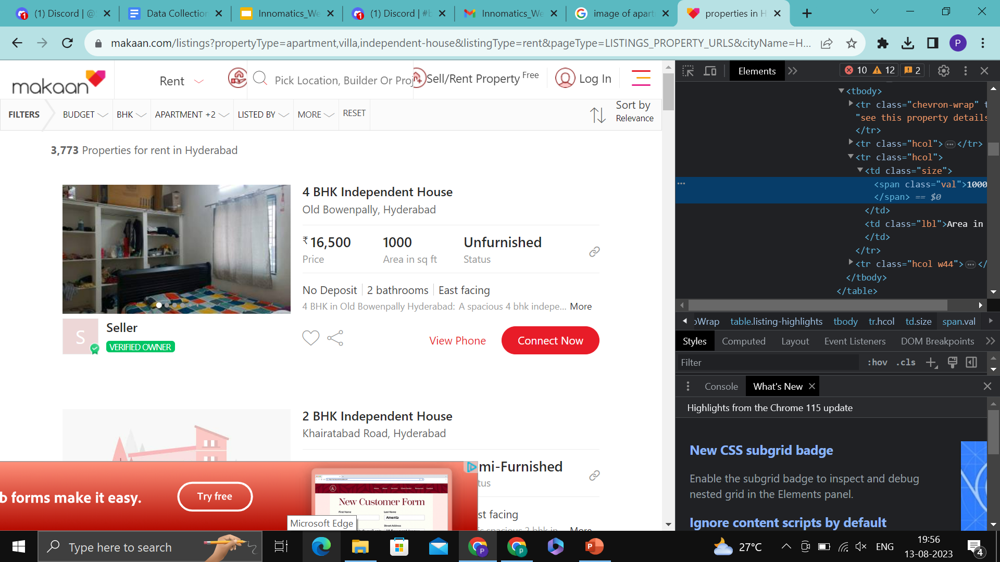 (1) Discord | @S
Data Collection
Innomatics_We
(1) Discord | #b
Innomatics_We
image of apart
properties in H
makaan.com/listings?propertyType=apartment,villa,independent-house&listingType=rent&pageType=LISTINGS_PROPERTY_URLS&cityName=H...
P
makaan
Rent
Pick Location, Builder Or Proj
Sell/Rent Property Free
Log In
FILTERS
BUDGET
BHK
APARTMENT +2
LISTED BY
MORE
RESET
Sort by
Relevance
3,773 Properties for rent in Hyderabad
4 BHK Independent House
Old Bowenpally, Hyderabad
₹ 16,500
Price
1000
Area in sq ft
Unfurnished
Status
No Deposit
2 bathrooms
East facing
4 BHK in Old Bowenpally Hyderabad: A spacious 4 bhk indepe... More
S
Seller
VERIFIED OWNER
View Phone
Connect Now
2 BHK Independent House
Khairatabad Road, Hyderabad
mi-Furnished
tus
st facing
More
b forms make it easy.
Try free
New Customer Form
First Name
Last Name
Amenta
Street Address
Microsoft Edge
Elements
10
12
2
<tbody>
<tr class="chevron-wrap" t
"see this property details
</tr>
<tr class="hcol"> ... </tr>
<tr class="hcol">
<td class="size">
<span class="val">1000
</span> == $0
</td>
<td class="lbl">Area in
</td>
</tr>
<tr class="hcol w44"> ... </
</tbody>
</table>
oWrap
table.listing-highlights
tbody
tr.hcol
td.size
span.val
Styles
Computed
Layout
Event Listeners
DOM Breakpoints
Filter
:hov
.cls
Console
What's New
Highlights from the Chrome 115 update
New CSS subgrid badge
Enable the subgrid badge to inspect and debug
nested grid in the Elements panel.
Ignore content scripts by default
Type here to search
27°C
ENG
19:56
13-08-2023
4